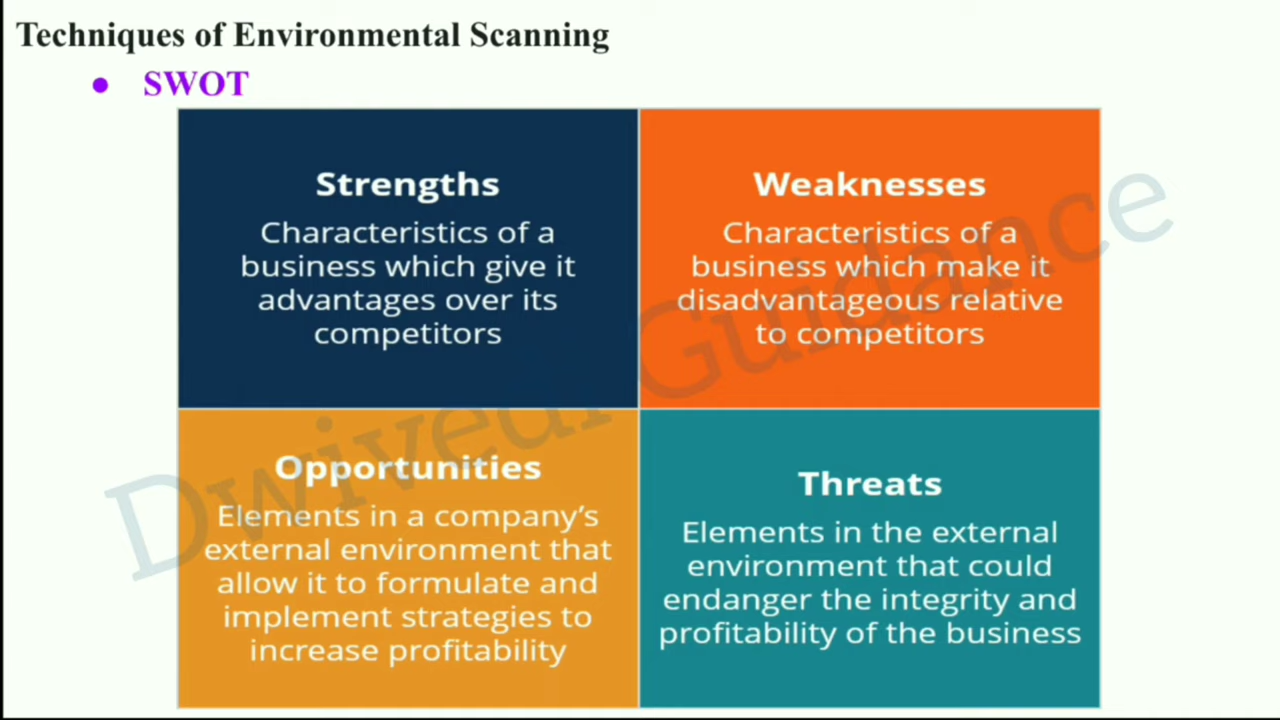 Techniques of Environmental Scanning
● SWOT
Strengths
Characteristics of a
business which give it
advantages over its
competitors
Weaknesses
Characteristics of a
business which make it
disadvantageous relative
to competitors
Opportunities
Elements in a company’s
external environment that
allow it to formulate and
implement strategies to
increase profitability
Threats
Elements in the external
environment that could
endanger the integrity and
profitability of the business
Dwivedi Guidance